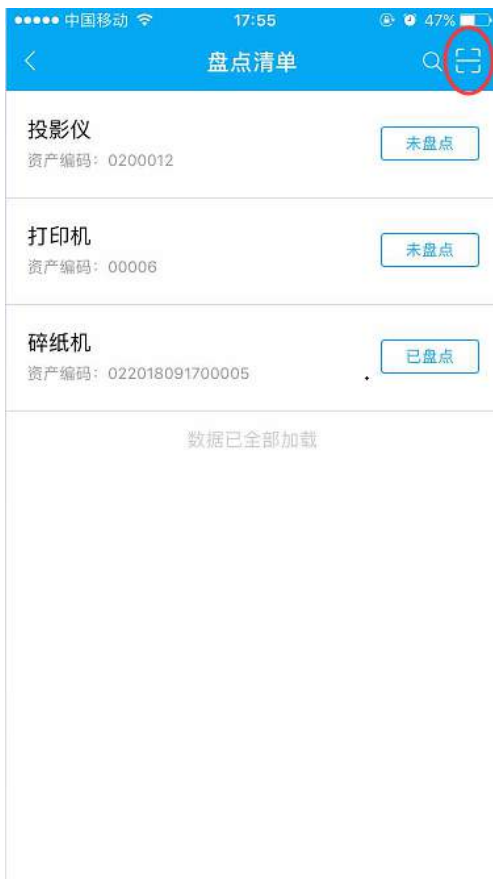 中国移动 17:55 47%
盘点清单
投影仪
资产编码：0200012
未盘点
打印机
资产编码：00006
未盘点
碎纸机
资产编码：022018091700005
已盘点
数据已全部加载